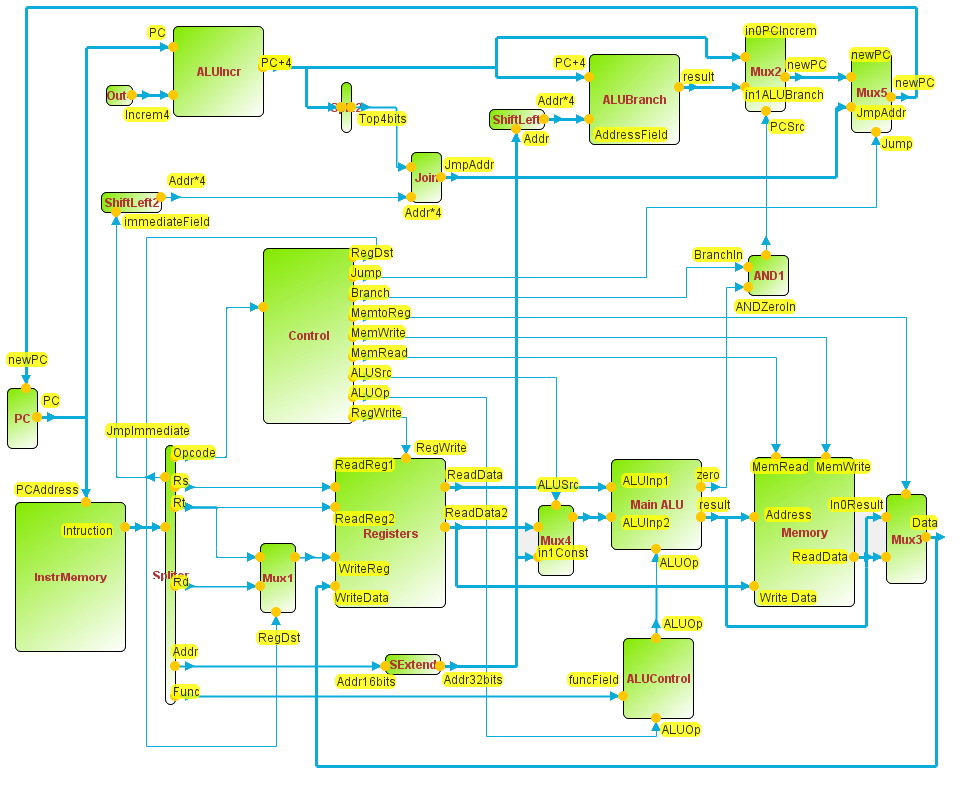 in0PCIncrem
PC
newPC
ALUIncr
PC+4
PC+4
newPC
Mux2
newPC
result
Out
in1ALUBranch
Mux5
Addr*4
ALUBranch
Increm4
Top4bits
ShiftLeft
JmpAddr
PCSrc
AddressField
Addr
Jump
JmpAddr
Join
Addr*4
ShiftLeft2
Addr*4
immediateField
RegDst
BranchIn
Jump
AND1
Branch
ANDZeroIn
MemtoReg
Control
MemWrite
MemRead
newPC
ALUSrc
ALUOp
PC
RegWrite
PC
JmpImmediate
RegWrite
Opcode
ReadReg1
ReadData
zero
MemRead
MemWrite
Rs
ALUInp1
PCAddress
ALUSrc
Rt
Main ALU
result
In0Result
ReadData2
Address
ReadReg2
ALUInp2
Data
Intruction
Registers
Memory
Mux4
Mux3
in1Const
ReadData
ALUOp
WriteReg
InstrMemory
Spliter
Mux1
Rd
WriteData
Write Data
ALUOp
RegDst
Addr
SExtend
Addr16bits
Addr32bits
funcField
ALUControl
Func
ALUOp